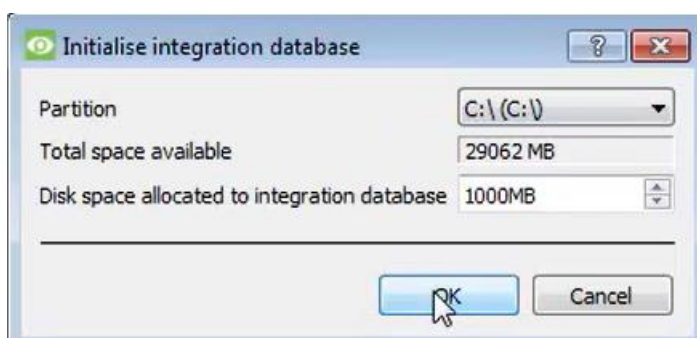 Initialise integration database
Partition C:\ (C:\)
Total space available 29062 MB
Disk space allocated to integration database 1000MB
OK Cancel